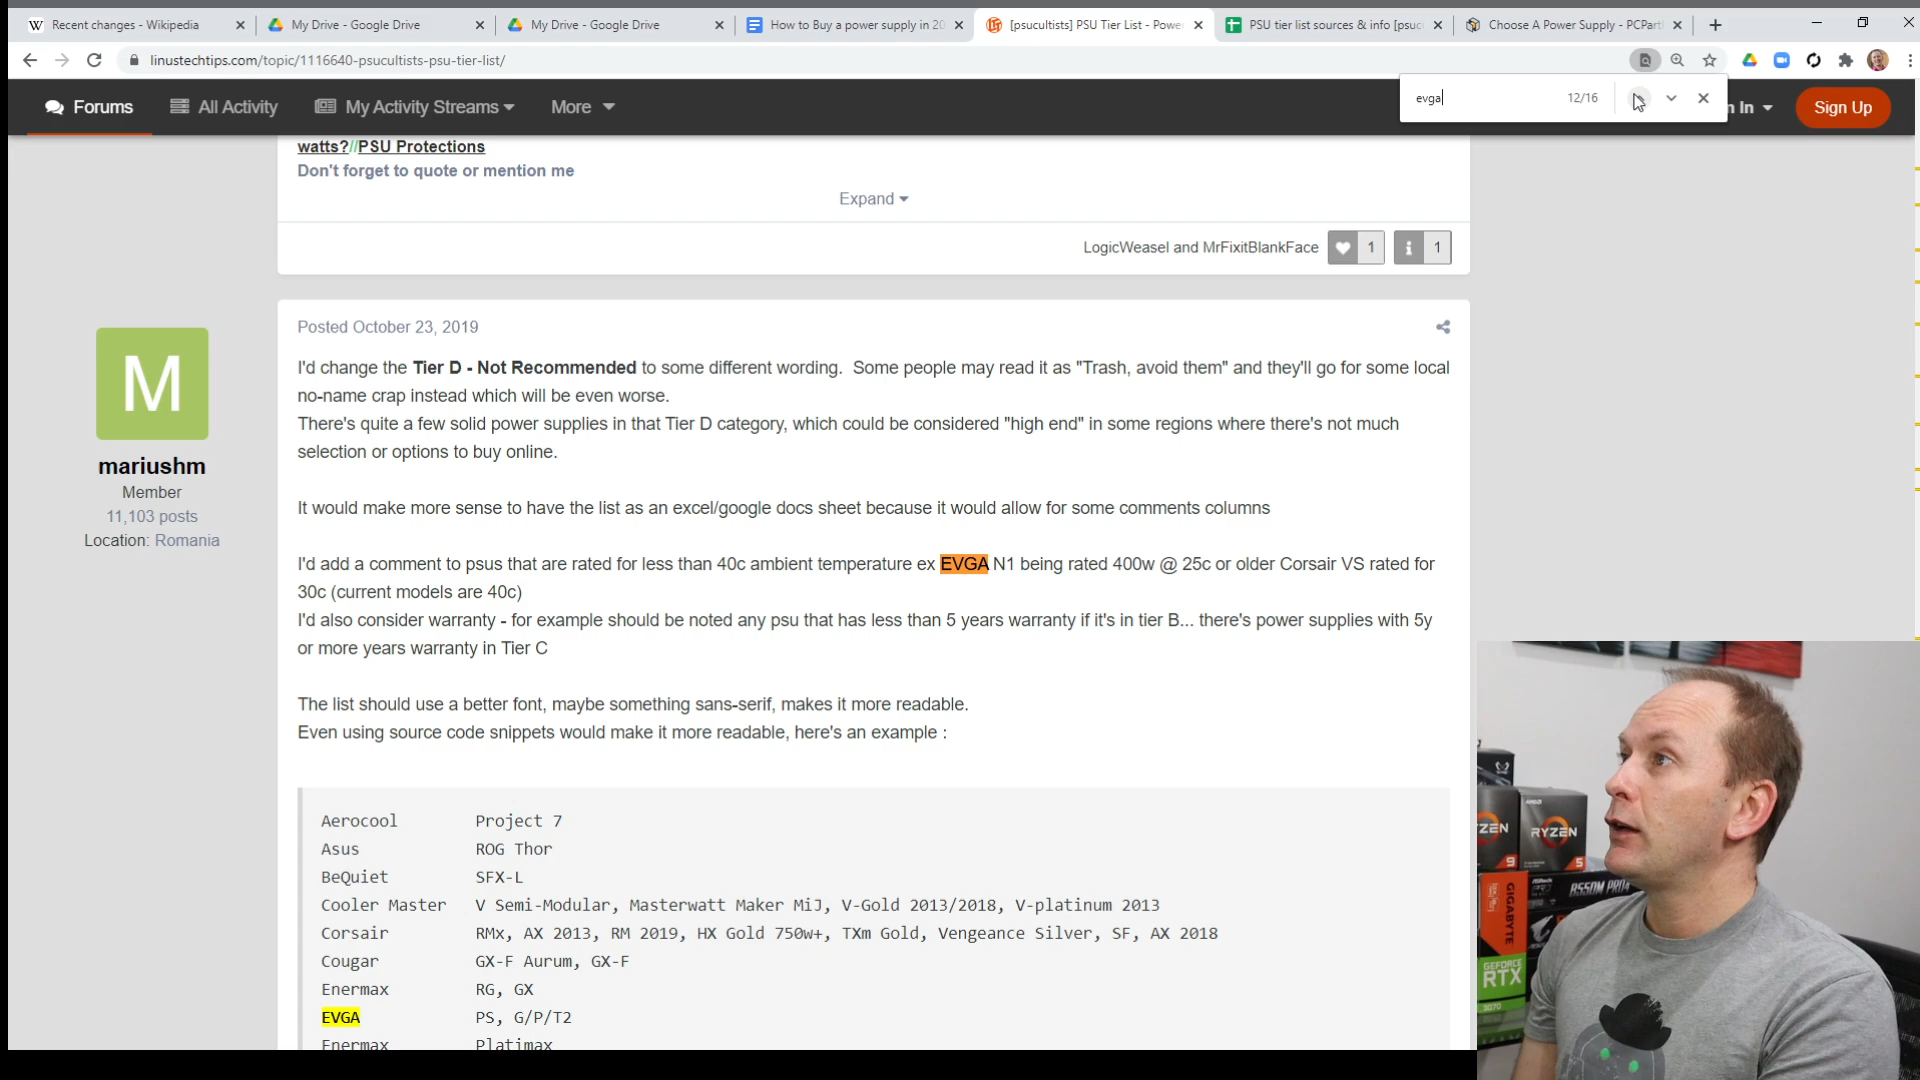 Recent changes - Wikipedia
My Drive - Google Drive
My Drive - Google Drive
How to Buy a power supply in 20
[psucultists] PSU Tier List - Powe
PSU tier list sources & info [psuc
Choose A Power Supply - PCPart
linustechtips.com/topic/1116640-psucultists-psu-tier-list/
evga
12/16
Forums
All Activity
My Activity Streams
More
n In
Sign Up
watts?//PSU Protections
Don't forget to quote or mention me
Expand
LogicWeasel and MrFixitBlankFace
1
1
Posted October 23, 2019
M
mariushm
Member
11,103 posts
Location: Romania
I'd change the Tier D - Not Recommended to some different wording. Some people may read it as "Trash, avoid them" and they'll go for some local
no-name crap instead which will be even worse.
There's quite a few solid power supplies in that Tier D category, which could be considered "high end" in some regions where there's not much
selection or options to buy online.
It would make more sense to have the list as an excel/google docs sheet because it would allow for some comments columns
I'd add a comment to psus that are rated for less than 40c ambient temperature ex EVGA N1 being rated 400w @ 25c or older Corsair VS rated for
30c (current models are 40c)
I'd also consider warranty - for example should be noted any psu that has less than 5 years warranty if it's in tier B... there's power supplies with 5y
or more years warranty in Tier C
The list should use a better font, maybe something sans-serif, makes it more readable.
Even using source code snippets would make it more readable, here's an example :
Aerocool Project 7
Asus ROG Thor
BeQuiet SFX-L
Cooler Master V Semi-Modular, Masterwatt Maker MiJ, V-Gold 2013/2018, V-platinum 2013
Corsair RMx, AX 2013, RM 2019, HX Gold 750w+, TXm Gold, Vengeance Silver, SF, AX 2018
Cougar GX-F Aurum, GX-F
Enermax RG, GX
EVGA PS, G/P/T2
Enermax Platimax
RYZEN
9
RYZEN
5
GIGABYTE
B550M PRO4
GEFORCE
RTX
3070